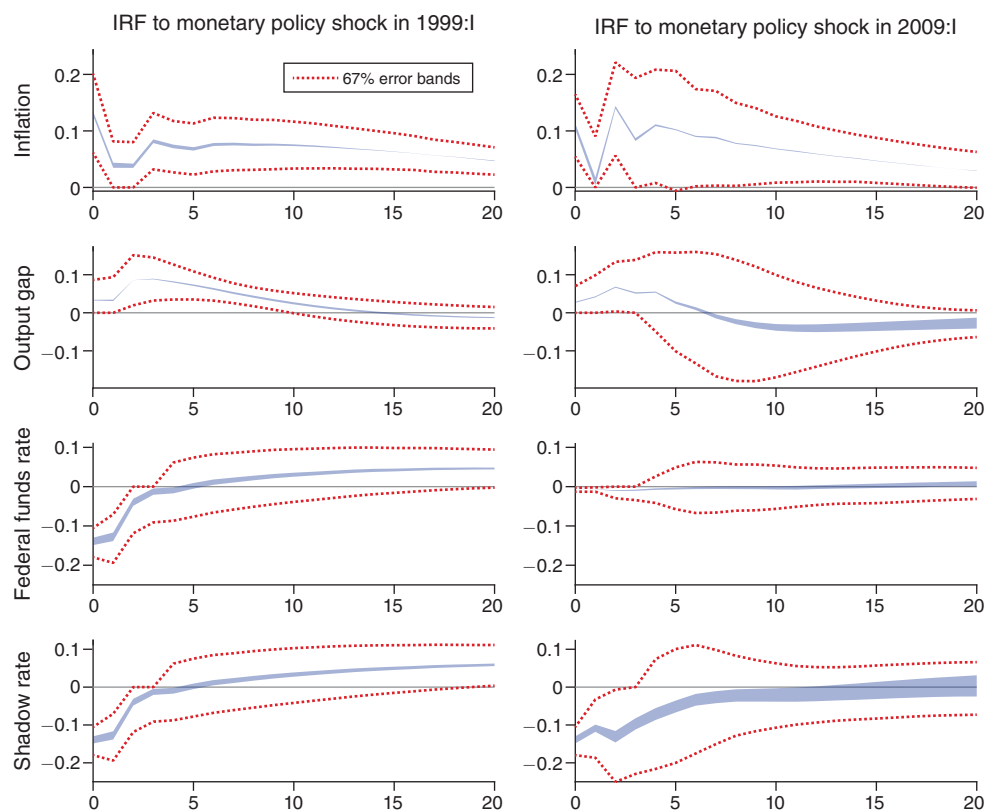 IRF to monetary policy shock in 1999:I
IRF to monetary policy shock in 2009:I
Inflation
0.2
0.1
0
67% error bands
0 5 10 15 20
0.2
0.1
0
0 5 10 15 20
Output gap
0.1
0
−0.1
0 5 10 15 20
0.1
0
−0.1
0 5 10 15 20
Federal funds rate
0.1
0
−0.1
−0.2
0 5 10 15 20
0.1
0
−0.1
−0.2
0 5 10 15 20
Shadow rate
0.1
0
−0.1
−0.2
0 5 10 15 20
0.1
0
−0.1
−0.2
0 5 10 15 20